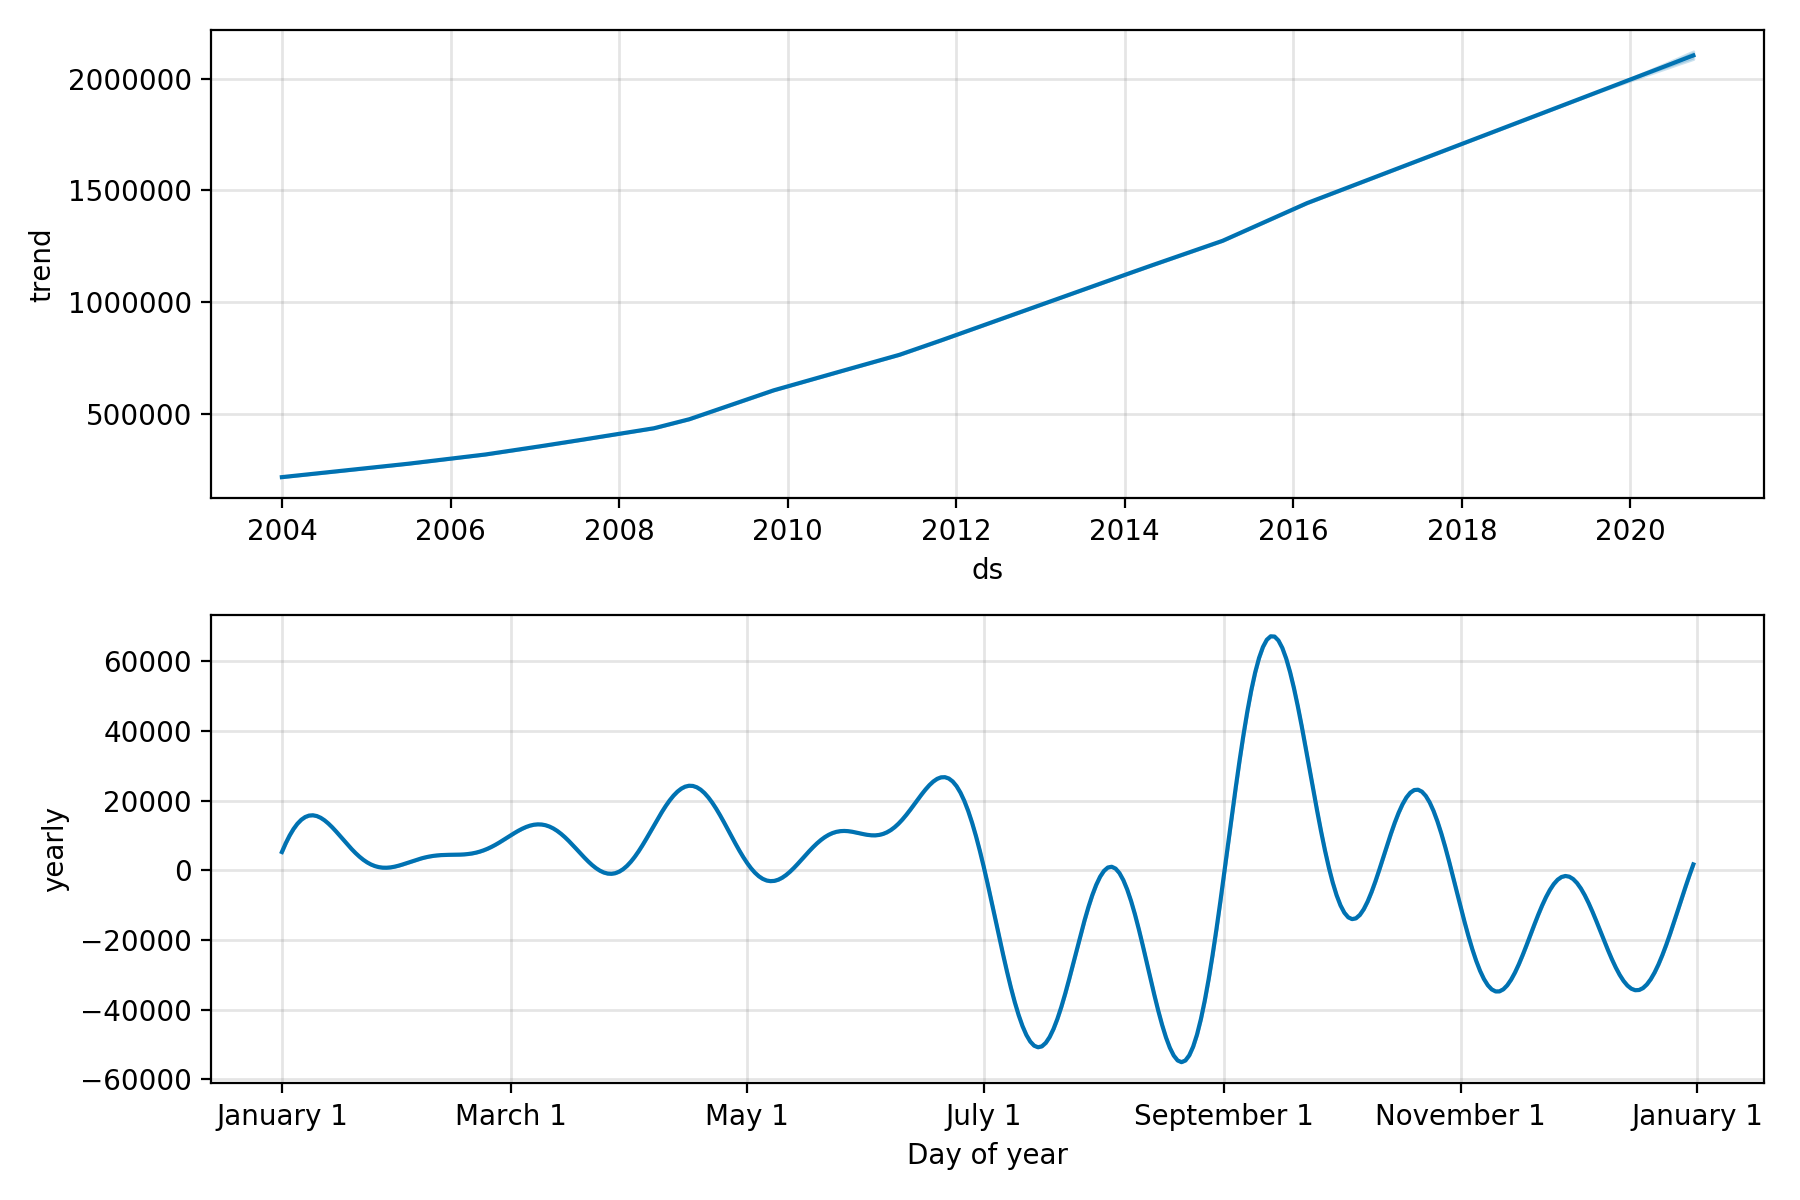 2000000
1500000
1000000
500000
trend
2004 2006 2008 2010 2012 2014 2016 2018 2020
ds
60000
40000
20000
0
−20000
−40000
−60000
yearly
January 1 March 1 May 1 July 1 September 1 November 1 January 1
Day of year